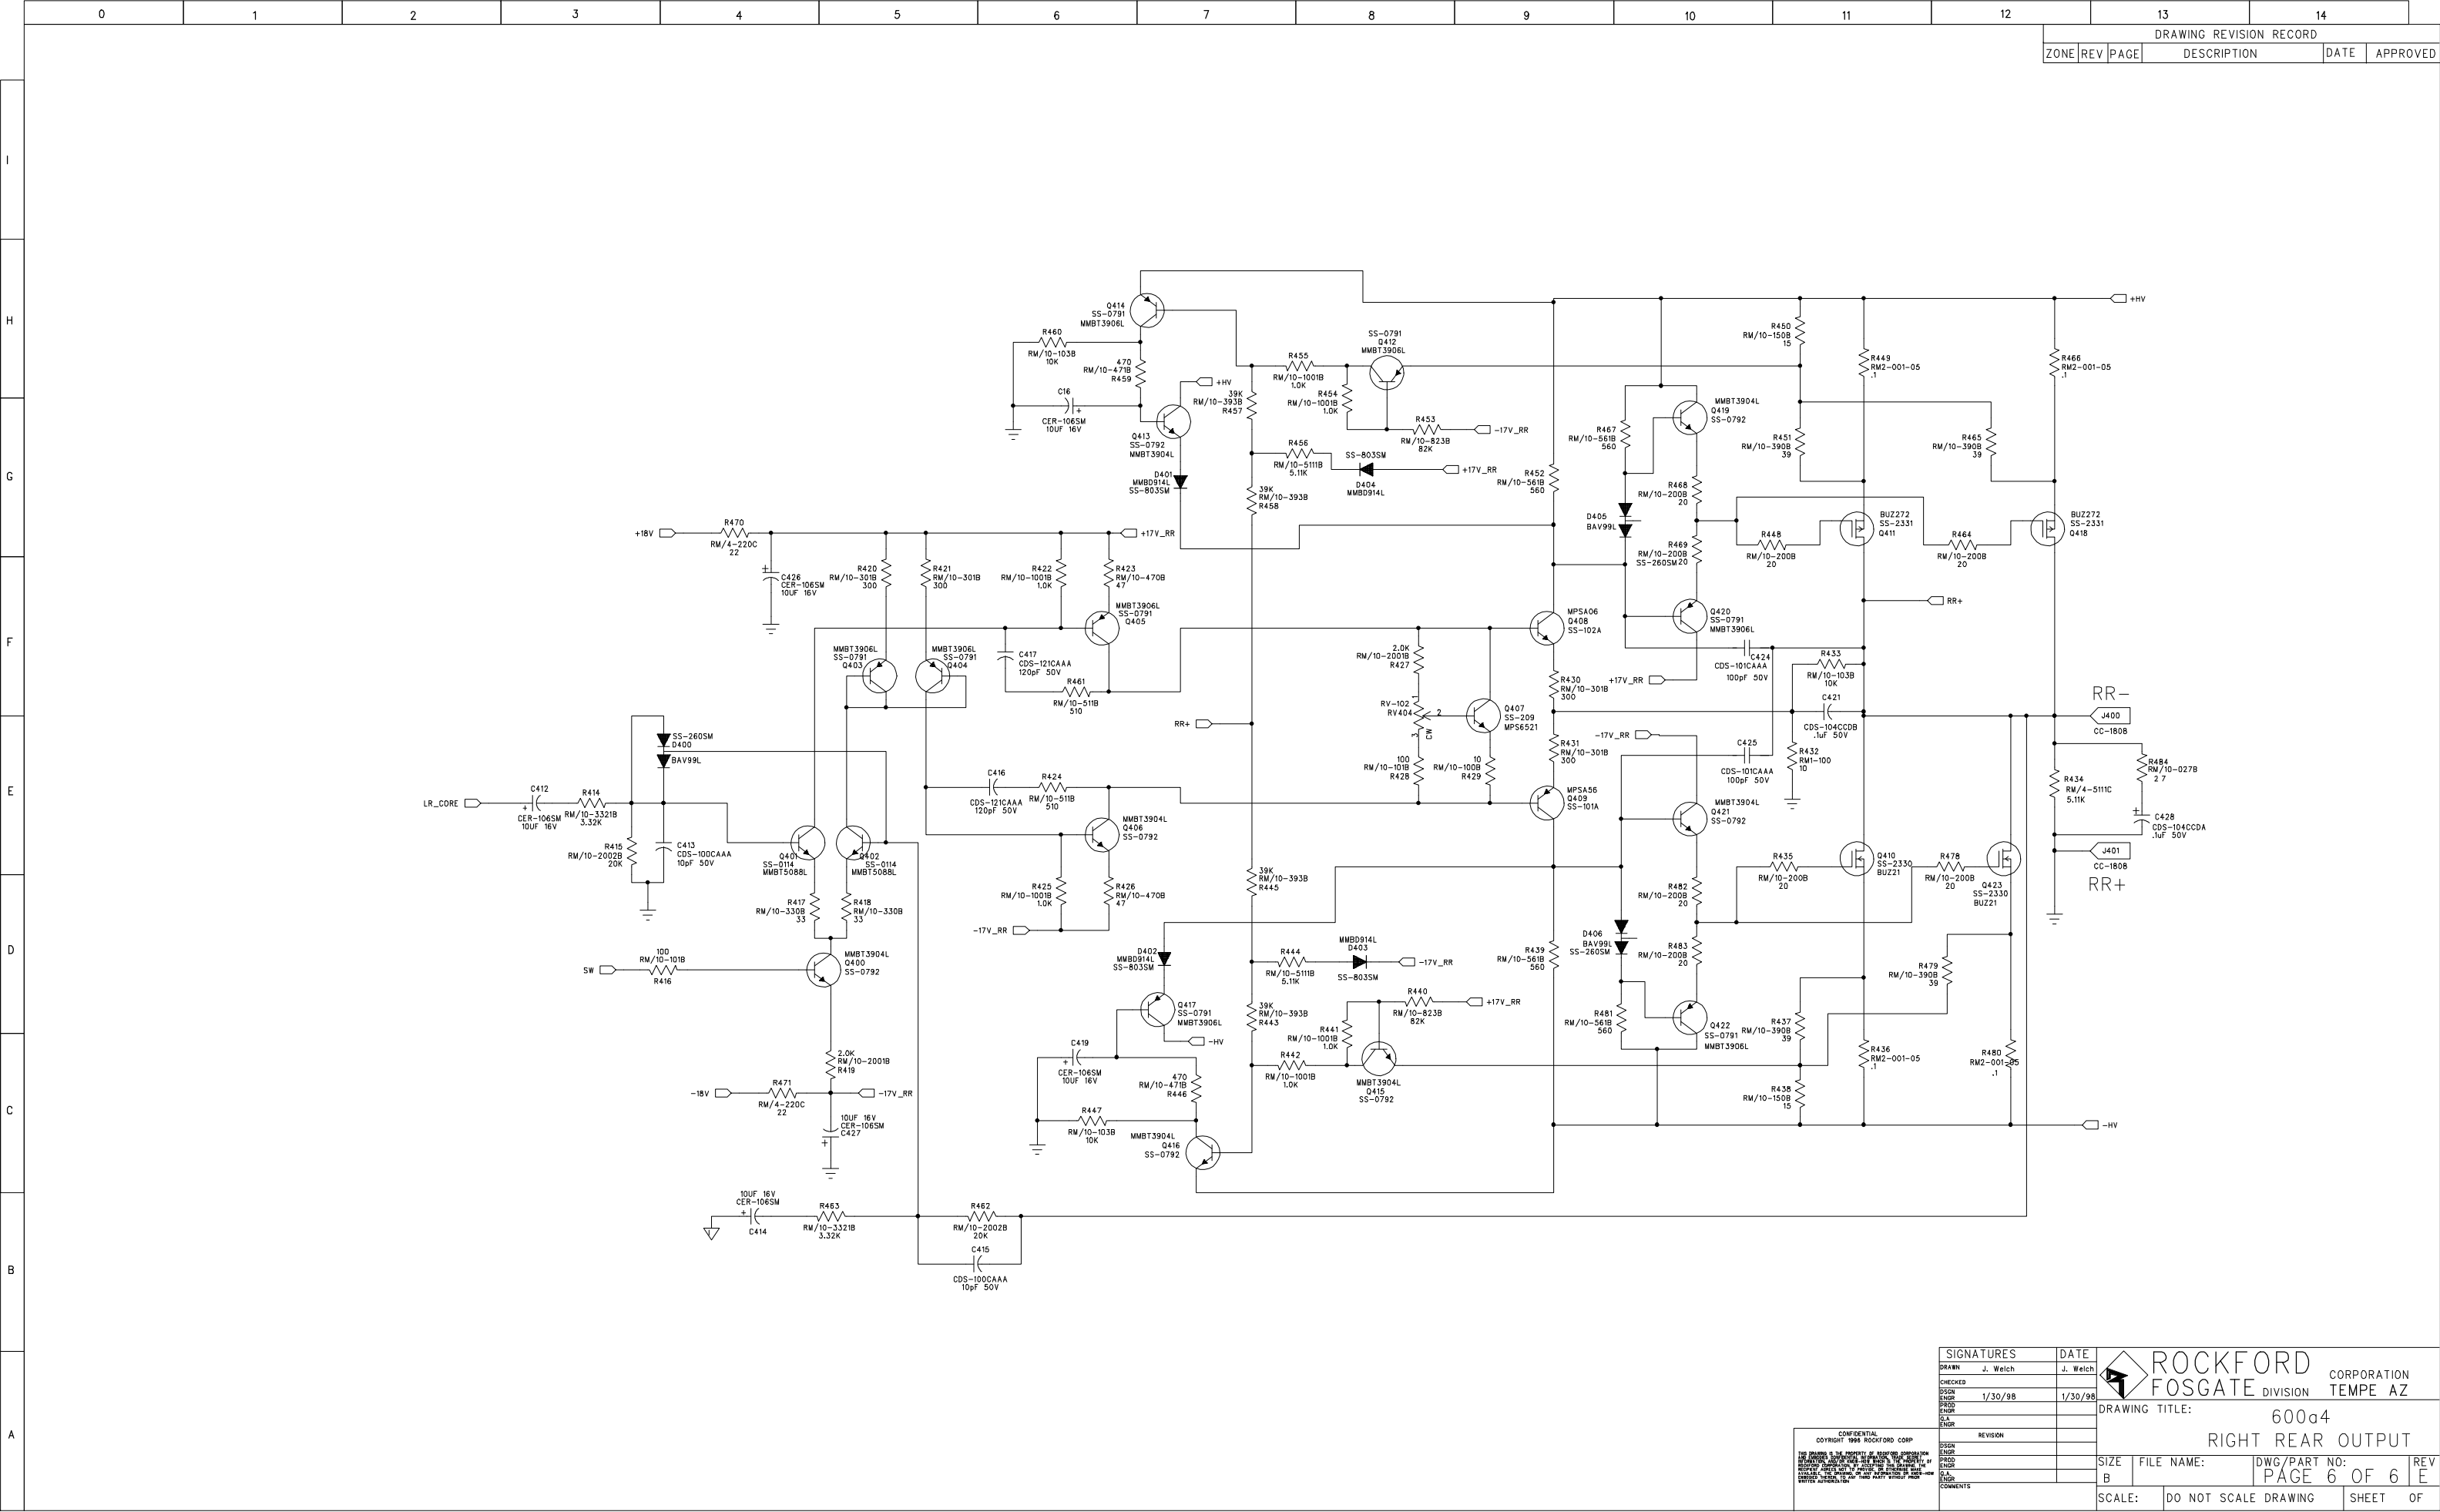 0 1 2 3 4 5 6 7 8 9 10 11 12 13 14
DRAWING REVISION RECORD
ZONE REV PAGE DESCRIPTION DATE APPROVED
I
H
G
F
E
D
C
B
A
Q414
SS-0791
MMBT3906L
R460
RM/10-103B
10K
470
RM/10-471B
R459
C16
CER-106SM
10UF 16V
+HV
Q413
SS-0792
MMBT3904L
D401
MMBD914L
SS-803SM
39K
RM/10-393B
R457
R455
RM/10-1001B
1.0K
SS-0791
Q412
MMBT3906L
R454
RM/10-1001B
1.0K
R453
RM/10-823B
82K
-17V_RR
R456
RM/10-5111B
5.11K
SS-803SM
D404
MMBD914L
+17V_RR
39K
RM/10-393B
R458
R452
RM/10-561B
560
R467
RM/10-561B
560
MMBT3904L
Q419
SS-0792
R468
RM/10-200B
20
D405
BAV99L
R469
RM/10-200B
SS-260SM 20
Q420
SS-0791
MMBT3906L
R450
RM/10-150B
15
R449
RM2-001-05
.1
R466
RM2-001-05
.1
+HV
R451
RM/10-390B
39
R465
RM/10-390B
39
R448
RM/10-200B
20
BUZ272
SS-2331
Q411
R464
RM/10-200B
20
BUZ272
SS-2331
Q418
RR+
+18V
R470
RM/4-220C
22
+17V_RR
+ C426
CER-106SM
10UF 16V
R420
RM/10-301B
300
R421
RM/10-301B
300
R422
RM/10-1001B
1.0K
R423
RM/10-470B
47
MMBT3906L
SS-0791
Q405
MMBT3906L
SS-0791
Q403
MMBT3906L
SS-0791
Q404
C417
CDS-121CAAA
120pF 50V
R461
RM/10-511B
510
RR+
2.0K
RM/10-2001B
R427
RV-102
RV404
1
2
3
CW
100
RM/10-101B
R428
Q407
SS-209
MPS6521
10
RM/10-100B
R429
MPSA06
Q408
SS-102A
R430
RM/10-301B
300
R431
RM/10-301B
300
MPSA56
Q409
SS-101A
+17V_RR
C424
CDS-101CAAA
100pF 50V
R433
RM/10-103B
10K
C421
CDS-104CCDB
.1uF 50V
-17V_RR
C425
CDS-101CAAA
100pF 50V
R432
RM1-100
10
RR-
J400
CC-1808
R484
RM/10-027B
2 7
R434
RM/4-5111C
5.11K
+
C428
CDS-104CCDA
.1uF 50V
J401
CC-1808
RR+
SS-260SM
D400
BAV99L
LR_CORE
C412
+
CER-106SM
10UF 16V
R414
RM/10-3321B
3.32K
R415
RM/10-2002B
20K
C413
CDS-100CAAA
10pF 50V
Q401
SS-0114
MMBT5088L
Q402
SS-0114
MMBT5088L
C416
CDS-121CAAA
120pF 50V
R424
RM/10-511B
510
MMBT3904L
Q406
SS-0792
R425
RM/10-1001B
1.0K
R426
RM/10-470B
47
-17V_RR
R417
RM/10-330B
33
R418
RM/10-330B
33
SW
100
RM/10-101B
R416
MMBT3904L
Q400
SS-0792
2.0K
RM/10-2001B
R419
-18V
R471
RM/4-220C
22
-17V_RR
10UF 16V
CER-106SM
C427
+
39K
RM/10-393B
R445
D402
MMBD914L
SS-803SM
R444
RM/10-5111B
5.11K
MMBD914L
D403
SS-803SM
-17V_RR
Q417
SS-0791
MMBT3906L
-HV
39K
RM/10-393B
R443
R440
RM/10-823B
82K
+17V_RR
R441
RM/10-1001B
1.0K
R442
RM/10-1001B
1.0K
MMBT3904L
Q415
SS-0792
C419
+
CER-106SM
10UF 16V
470
RM/10-471B
R446
R447
RM/10-103B
10K
MMBT3904L
Q416
SS-0792
R439
RM/10-561B
560
MMBT3904L
Q421
SS-0792
R482
RM/10-200B
20
D406
BAV99L
SS-260SM
R483
RM/10-200B
20
R481
RM/10-561B
560
Q422
SS-0791
MMBT3906L
R435
RM/10-200B
20
Q410
SS-2330
BUZ21
R478
RM/10-200B
20
Q423
SS-2330
BUZ21
R479
RM/10-390B
39
R437
RM/10-390B
39
R436
RM2-001-05
.1
R480
RM2-001-05
.1
R438
RM/10-150B
15
-HV
10UF 16V
CER-106SM
+
C414
R463
RM/10-3321B
3.32K
R462
RM/10-2002B
20K
C415
CDS-100CAAA
10pF 50V
SIGNATURES DATE
DRAWN J. Welch J. Welch
CHECKED
DSGN ENGR 1/30/98 1/30/98
PROD ENGR
Q.A ENGR
REVISION
DSGN ENGR
PROD ENGR
Q.A. ENGR
COMMENTS
CONFIDENTIAL
COYRIGHT 1996 ROCKFORD CORP
ROCKFORD
FOSGATE DIVISION
CORPORATION
TEMPE AZ
DRAWING TITLE:
600a4
RIGHT REAR OUTPUT
SIZE B
FILE NAME:
DWG/PART NO:
PAGE 6 OF 6
REV E
SCALE: DO NOT SCALE DRAWING SHEET OF